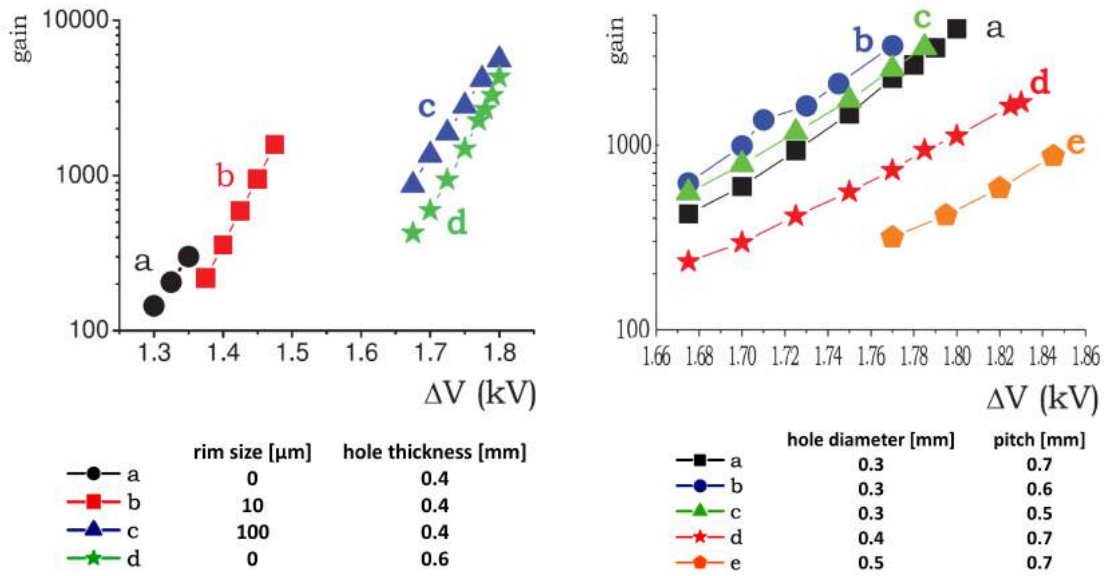 gain
10000
1000
100
a
b
c
d
1.3 1.4 1.5 1.6 1.7 1.8
ΔV (kV)
rim size [μm] hole thickness [mm]
a 0 0.4
b 10 0.4
c 100 0.4
d 0 0.6
gain
1000
100
b
c
a
d
e
1.66 1.68 1.70 1.72 1.74 1.76 1.78 1.80 1.82 1.84 1.86
ΔV (kV)
hole diameter [mm] pitch [mm]
a 0.3 0.7
b 0.3 0.6
c 0.3 0.5
d 0.4 0.7
e 0.5 0.7